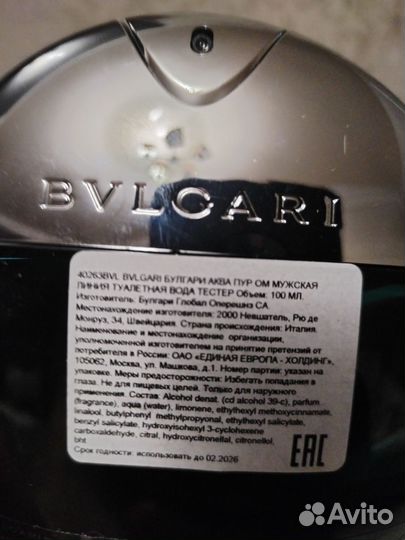 BVLGARI
40263BVL BVLGARI БУЛГАРИ АКВА ПУР ОМ МУЖСКАЯ
ЛИНИЯ ТУАЛЕТНАЯ ВОДА ТЕСТЕР Объем: 100 МЛ.
Изготовитель: Булгари Глобал Оперешнз СА
Местонахождение изготовителя: 2000 Невшатель, Рю де
Монруз, 34, Швейцария. Страна происхождения: Италия.
Наименование и местонахождение организации,
уполномоченной изготовителем на принятие претензий от
потребителя в России: ОАО «ЕДИНАЯ ЕВРОПА - ХОЛДИНГ»,
105062, Москва, ул. Машкова, д.1. Номер партии: указан на
упаковке. Меры предосторожности: Избегать попадания в
глаза. Не для пищевых целей. Только для наружного
применения. Состав: Alcohol denat. (cd alcohol 39-c), parfum
(fragrance), aqua (water), limonene, ethylhexyl methoxycinnamate,
linalool, butylphenyl methylpropyonal, ethylhexyl salicylate,
benzyl salicylate, hydroxyisohexyl 3-cyclohexene
carboxaldehyde, citral, hydroxycitronellal, citronellol,
bht
Срок годности: использовать до 02.2026
EAC
Avito